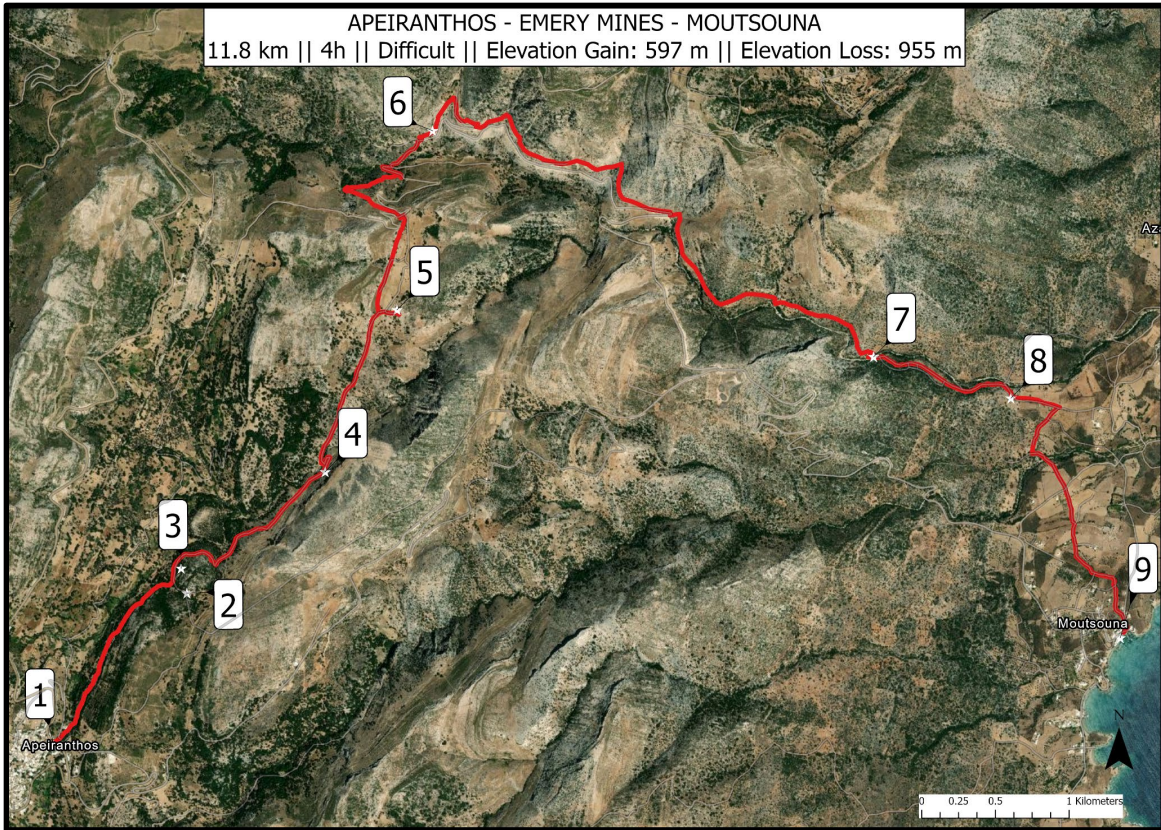 APEIRANTHOS - EMERY MINES - MOUTSOUNA
11.8 km || 4h || Difficult || Elevation Gain: 597 m || Elevation Loss: 955 m
6
5
7
8
4
3
2
9
1
Moutsouna
Apeiranthos
N
0 0.25 0.5 1 Kilometers